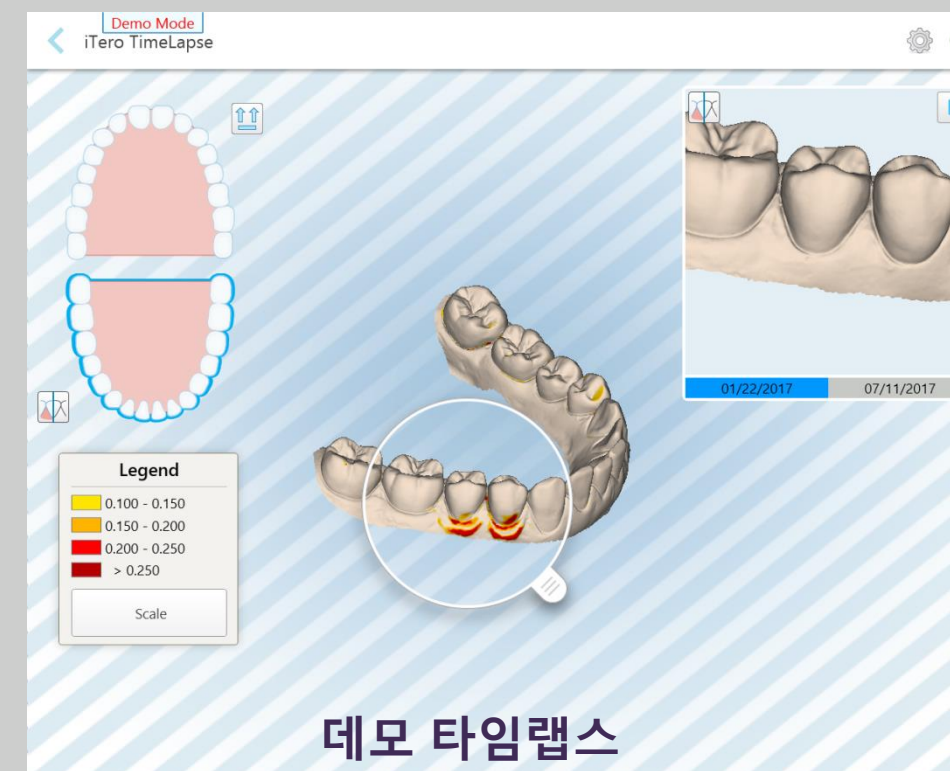 Demo Mode
iTero TimeLapse
01/22/2017 07/11/2017
Legend
0.100 - 0.150
0.150 - 0.200
0.200 - 0.250
> 0.250
Scale
데모 타임랩스